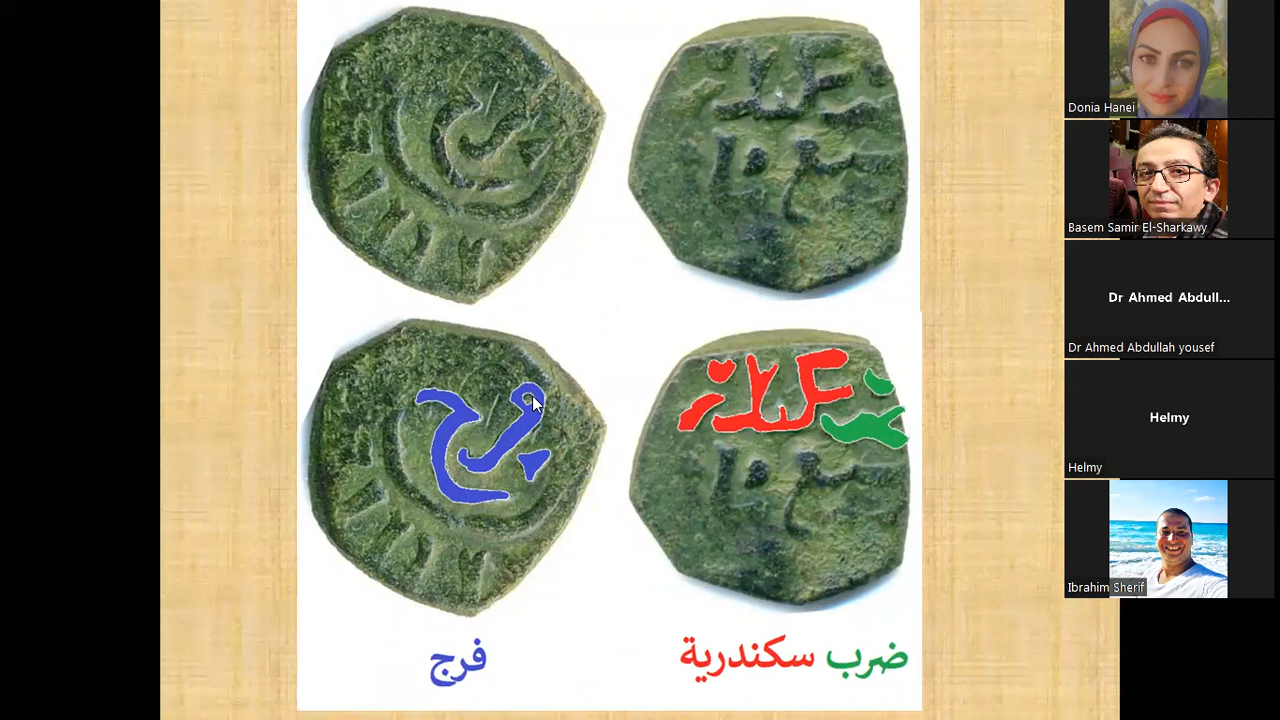 فرج
ضرب سكندرية
Donia Hanei
Basem Samir El-Sharkawy
Dr Ahmed Abdull...
Dr Ahmed Abdullah yousef
Helmy
Helmy
Ibrahim Sherif